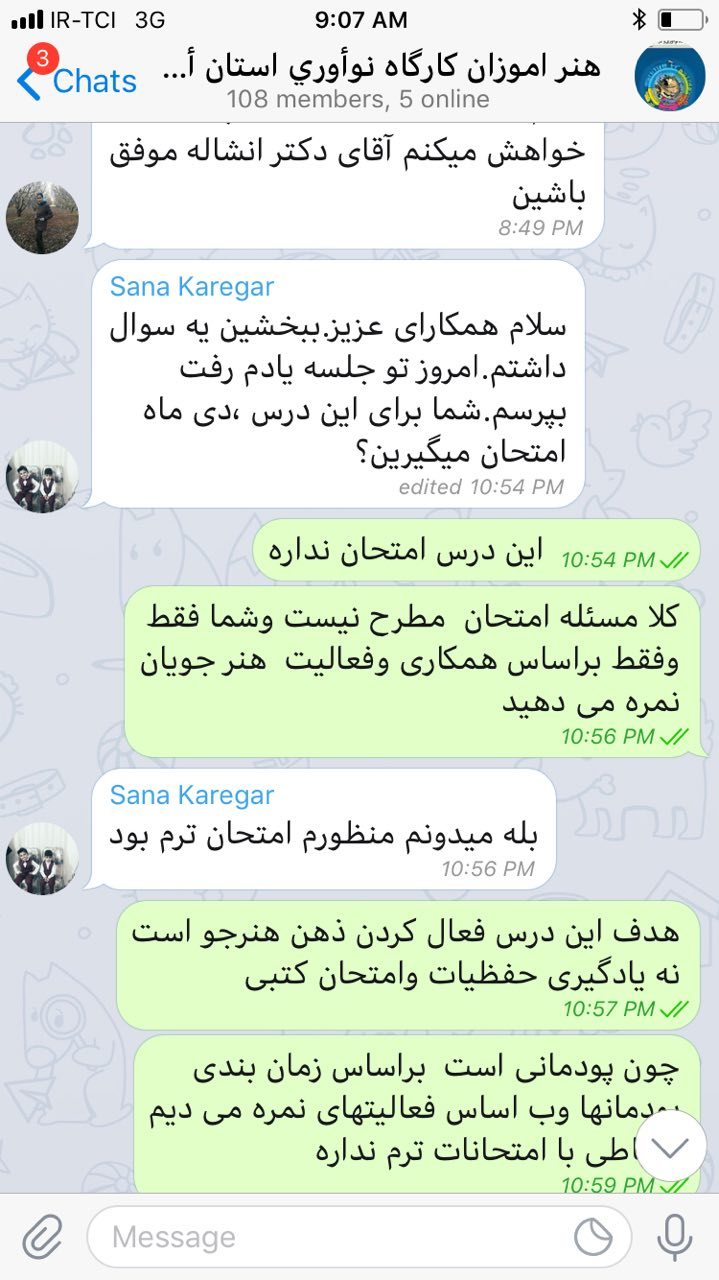 IR-TCI 3G 9:07 AM
3
Chats
هنر اموزان کارگاه نوآوري استان أ...
108 members, 5 online
خواهش میکنم آقای دکتر انشاله موفق
باشین
8:49 PM
Sana Karegar
سلام همکارای عزیز.ببخشین یه سوال
داشتم.امروز تو جلسه یادم رفت
بپرسم.شما برای این درس ،دی ماه
امتحان میگیرین؟
edited 10:54 PM
این درس امتحان نداره
10:54 PM
کلا مسئله امتحان مطرح نیست وشما فقط
وفقط براساس همکاری وفعالیت هنر جویان
نمره می دهید
10:56 PM
Sana Karegar
بله میدونم منظورم امتحان ترم بود
10:56 PM
هدف این درس فعال کردن ذهن هنرجو است
نه یادگیری حفظیات وامتحان کتبی
10:57 PM
چون پودمانی است براساس زمان بندی
پودمانها وب اساس فعالیتهای نمره می دیم
با امتحانات ترم نداره
10:59 PM
Message